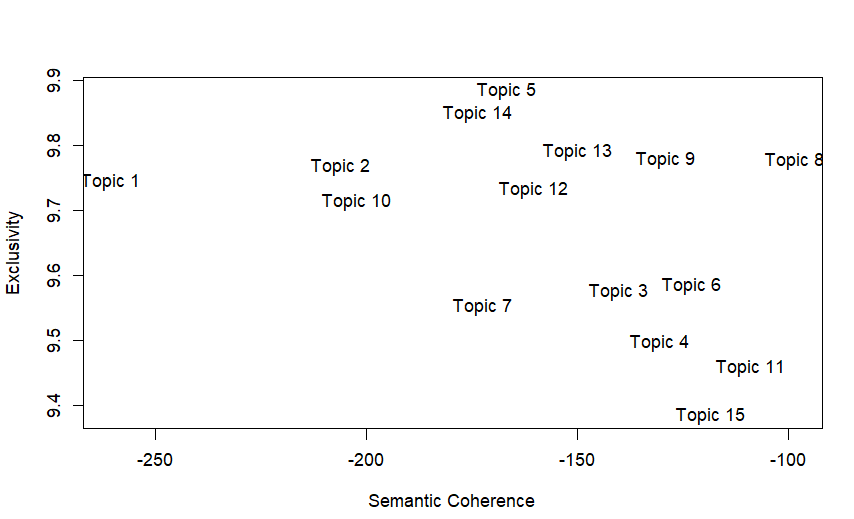 9.9
Topic 5
Topic 14
9.8
Topic 13
Topic 9
Topic 8
Topic 2
Topic 1
Topic 12
Topic 10
9.7
Exclusivity
9.6
Topic 6
Topic 3
Topic 7
9.5
Topic 4
Topic 11
9.4
Topic 15
-250
-200
-150
-100
Semantic Coherence